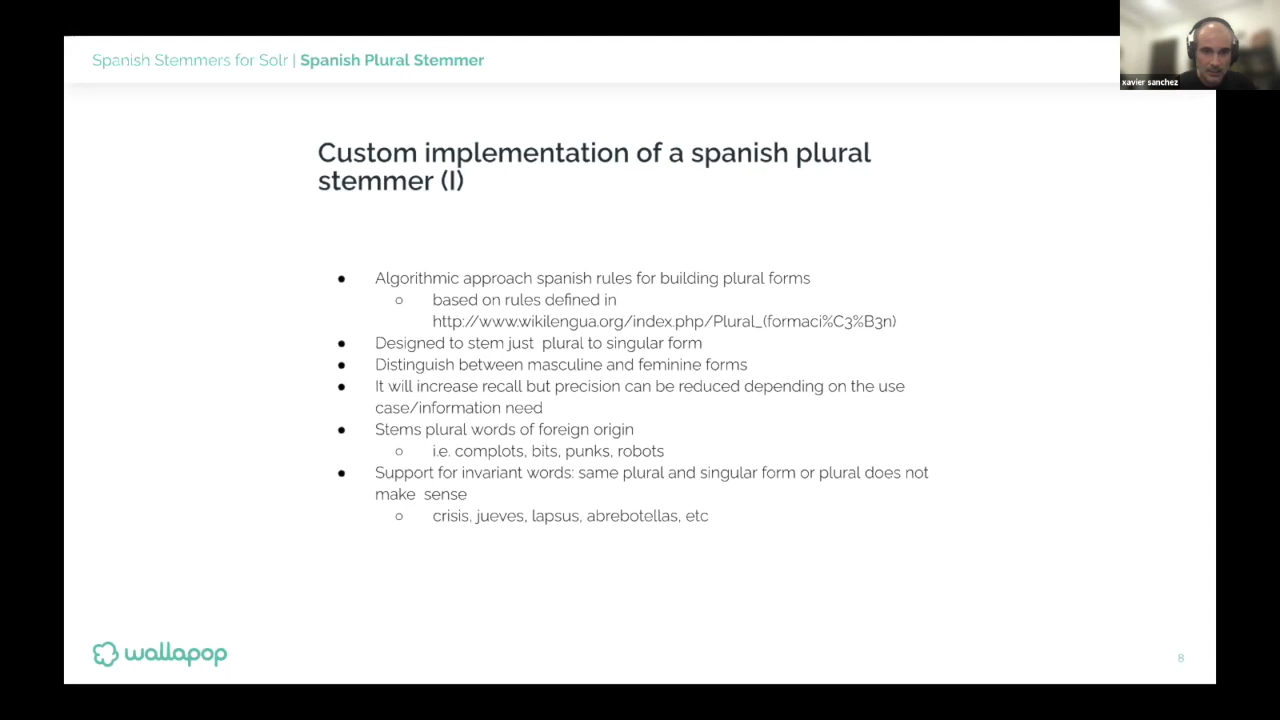 Spanish Stemmers for Solr | Spanish Plural Stemmer
xavier sanchez
Custom implementation of a spanish plural
stemmer (I)
● Algorithmic approach spanish rules for building plural forms
○ based on rules defined in
http://www.wikilengua.org/index.php/Plural_(formaci%C3%B3n)
● Designed to stem just plural to singular form
● Distinguish between masculine and feminine forms
● It will increase recall but precision can be reduced depending on the use
case/information need
● Stems plural words of foreign origin
○ i.e. complots, bits, punks, robots
● Support for invariant words: same plural and singular form or plural does not
make sense
○ crisis, jueves, lapsus, abrebotellas, etc
wallapop
8